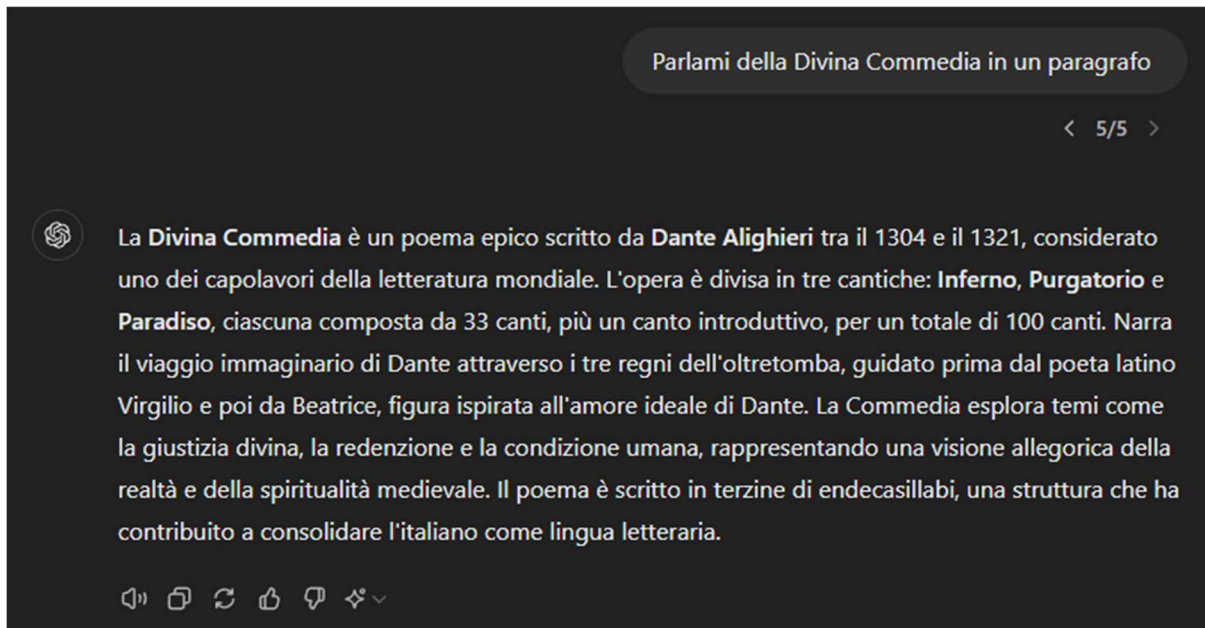 Parlami della Divina Commedia in un paragrafo
< 5/5 >
La Divina Commedia è un poema epico scritto da Dante Alighieri tra il 1304 e il 1321, considerato
uno dei capolavori della letteratura mondiale. L'opera è divisa in tre cantiche: Inferno, Purgatorio e
Paradiso, ciascuna composta da 33 canti, più un canto introduttivo, per un totale di 100 canti. Narra
il viaggio immaginario di Dante attraverso i tre regni dell'oltretomba, guidato prima dal poeta latino
Virgilio e poi da Beatrice, figura ispirata all'amore ideale di Dante. La Commedia esplora temi come
la giustizia divina, la redenzione e la condizione umana, rappresentando una visione allegorica della
realtà e della spiritualità medievale. Il poema è scritto in terzine di endecasillabi, una struttura che ha
contribuito a consolidare l'italiano come lingua letteraria.